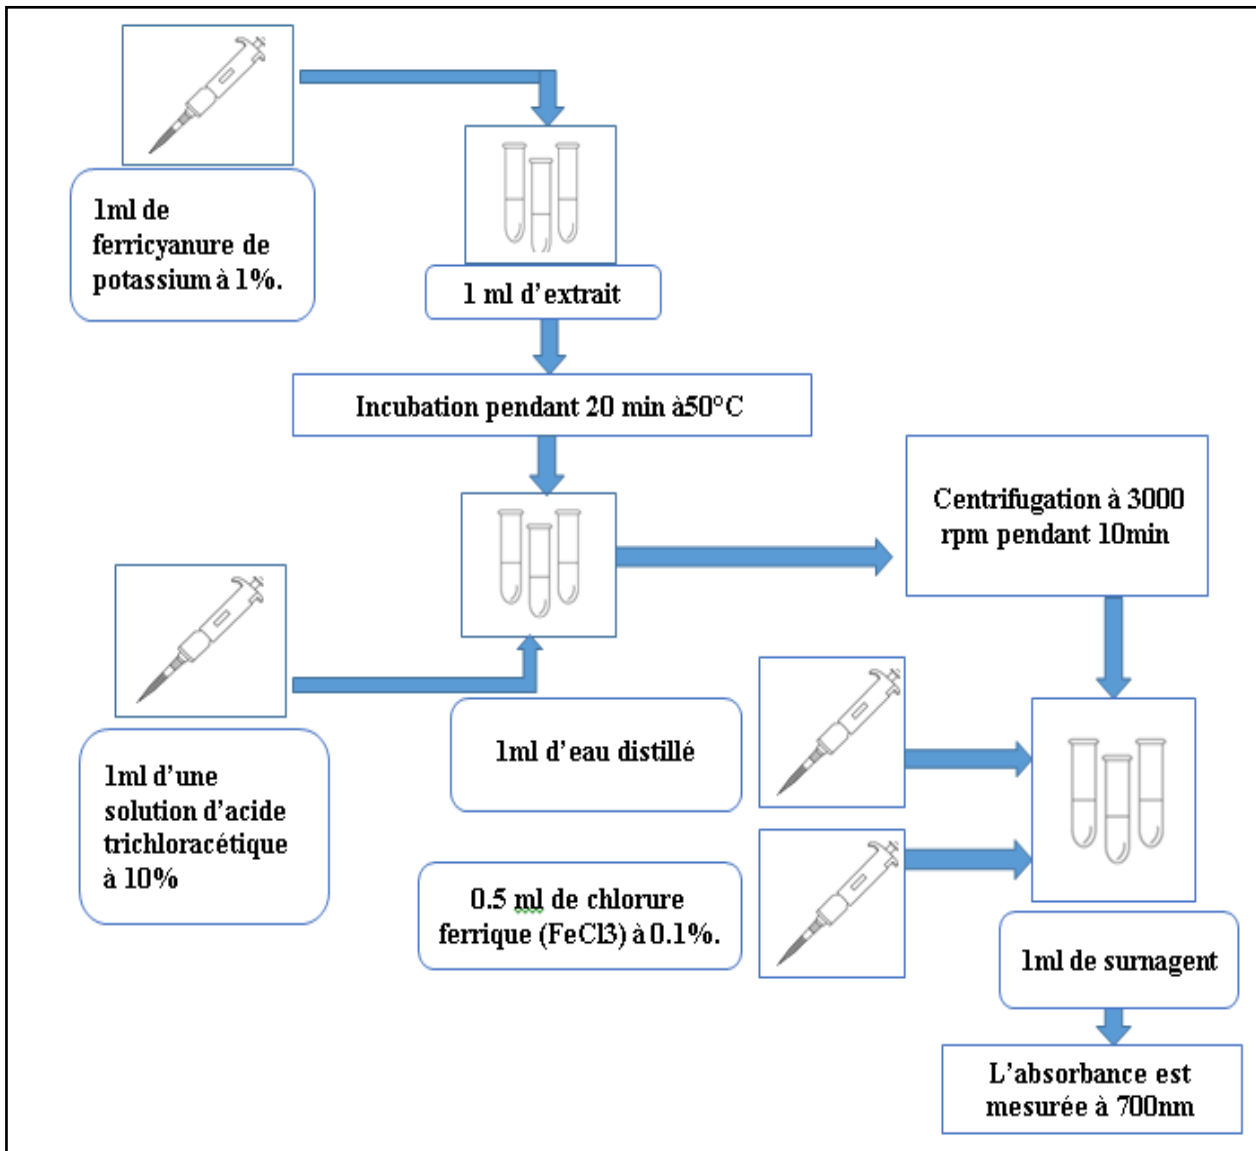 1ml de
ferricyanure de
potassium à 1%.
1 ml d’extrait
Incubation pendant 20 min à50°C
Centrifugation à 3000
rpm pendant 10min
1ml d’une
solution d’acide
trichloracétique
à 10%
1ml d’eau distillé
0.5 ml de chlorure
ferrique (FeCl3) à 0.1%.
1ml de surnagent
L’absorbance est
mesurée à 700nm